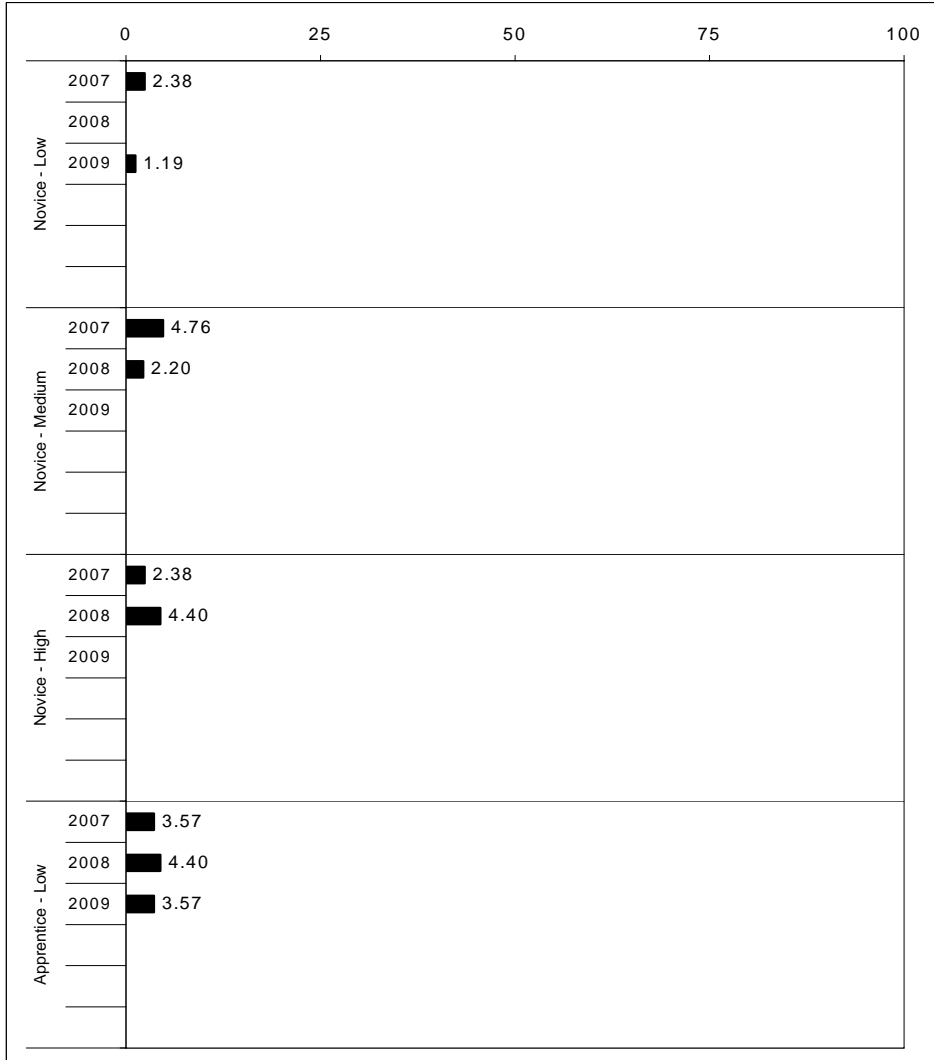 0 25 50 75 100
Novice - Low
2007 2.38
2008
2009 1.19
Novice - Medium
2007 4.76
2008 2.20
2009
Novice - High
2007 2.38
2008 4.40
2009
Apprentice - Low
2007 3.57
2008 4.40
2009 3.57